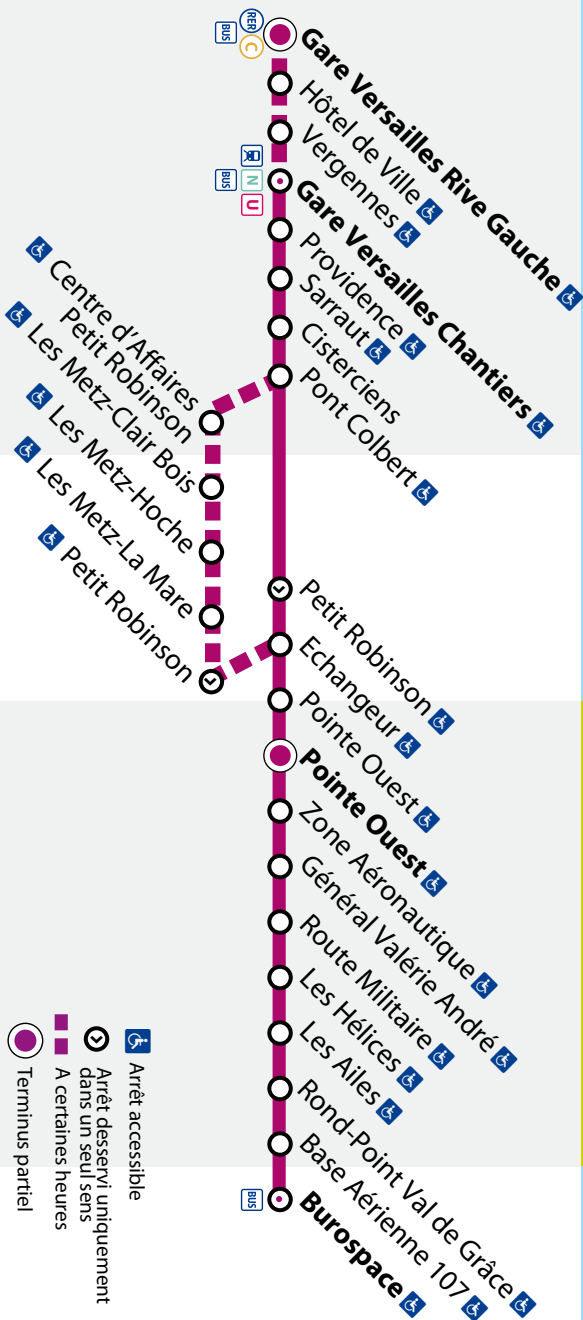 RER C
BUS
Gare Versailles Rive Gauche
Hôtel de Ville
Vergennes
N U
BUS
Gare Versailles Chantiers
Providence
Sarraut
Cisterciens
Pont Colbert
Centre d'Affaires
Petit Robinson
Les Metz-Clair Bois
Les Metz-Hoche
Les Metz-La Mare
Petit Robinson
Petit Robinson
Echangeur
Pointe Ouest
Pointe Ouest
Zone Aéronautique
Général Valérie André
Route Militaire
Les Hélices
Les Ailes
Rond-Point Val de Grâce
Base Aérienne 107
BUS
Burospace
Arrêt accessible
Arrêt desservi uniquement
dans un seul sens
A certaines heures
Terminus partiel